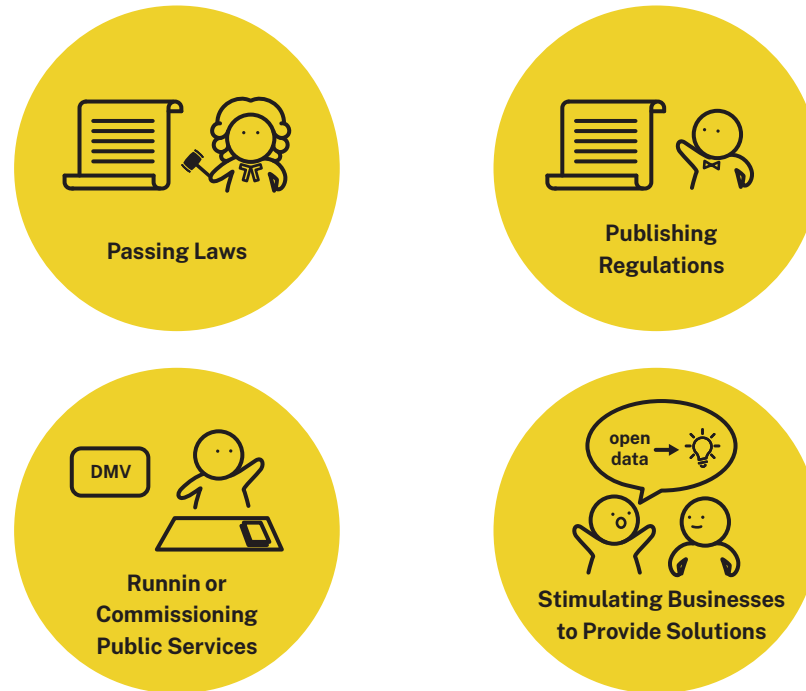 Passing Laws
Publishing
Regulations
DMV
Runnin or
Commissioning
Public Services
open
data
Stimulating Businesses
to Provide Solutions